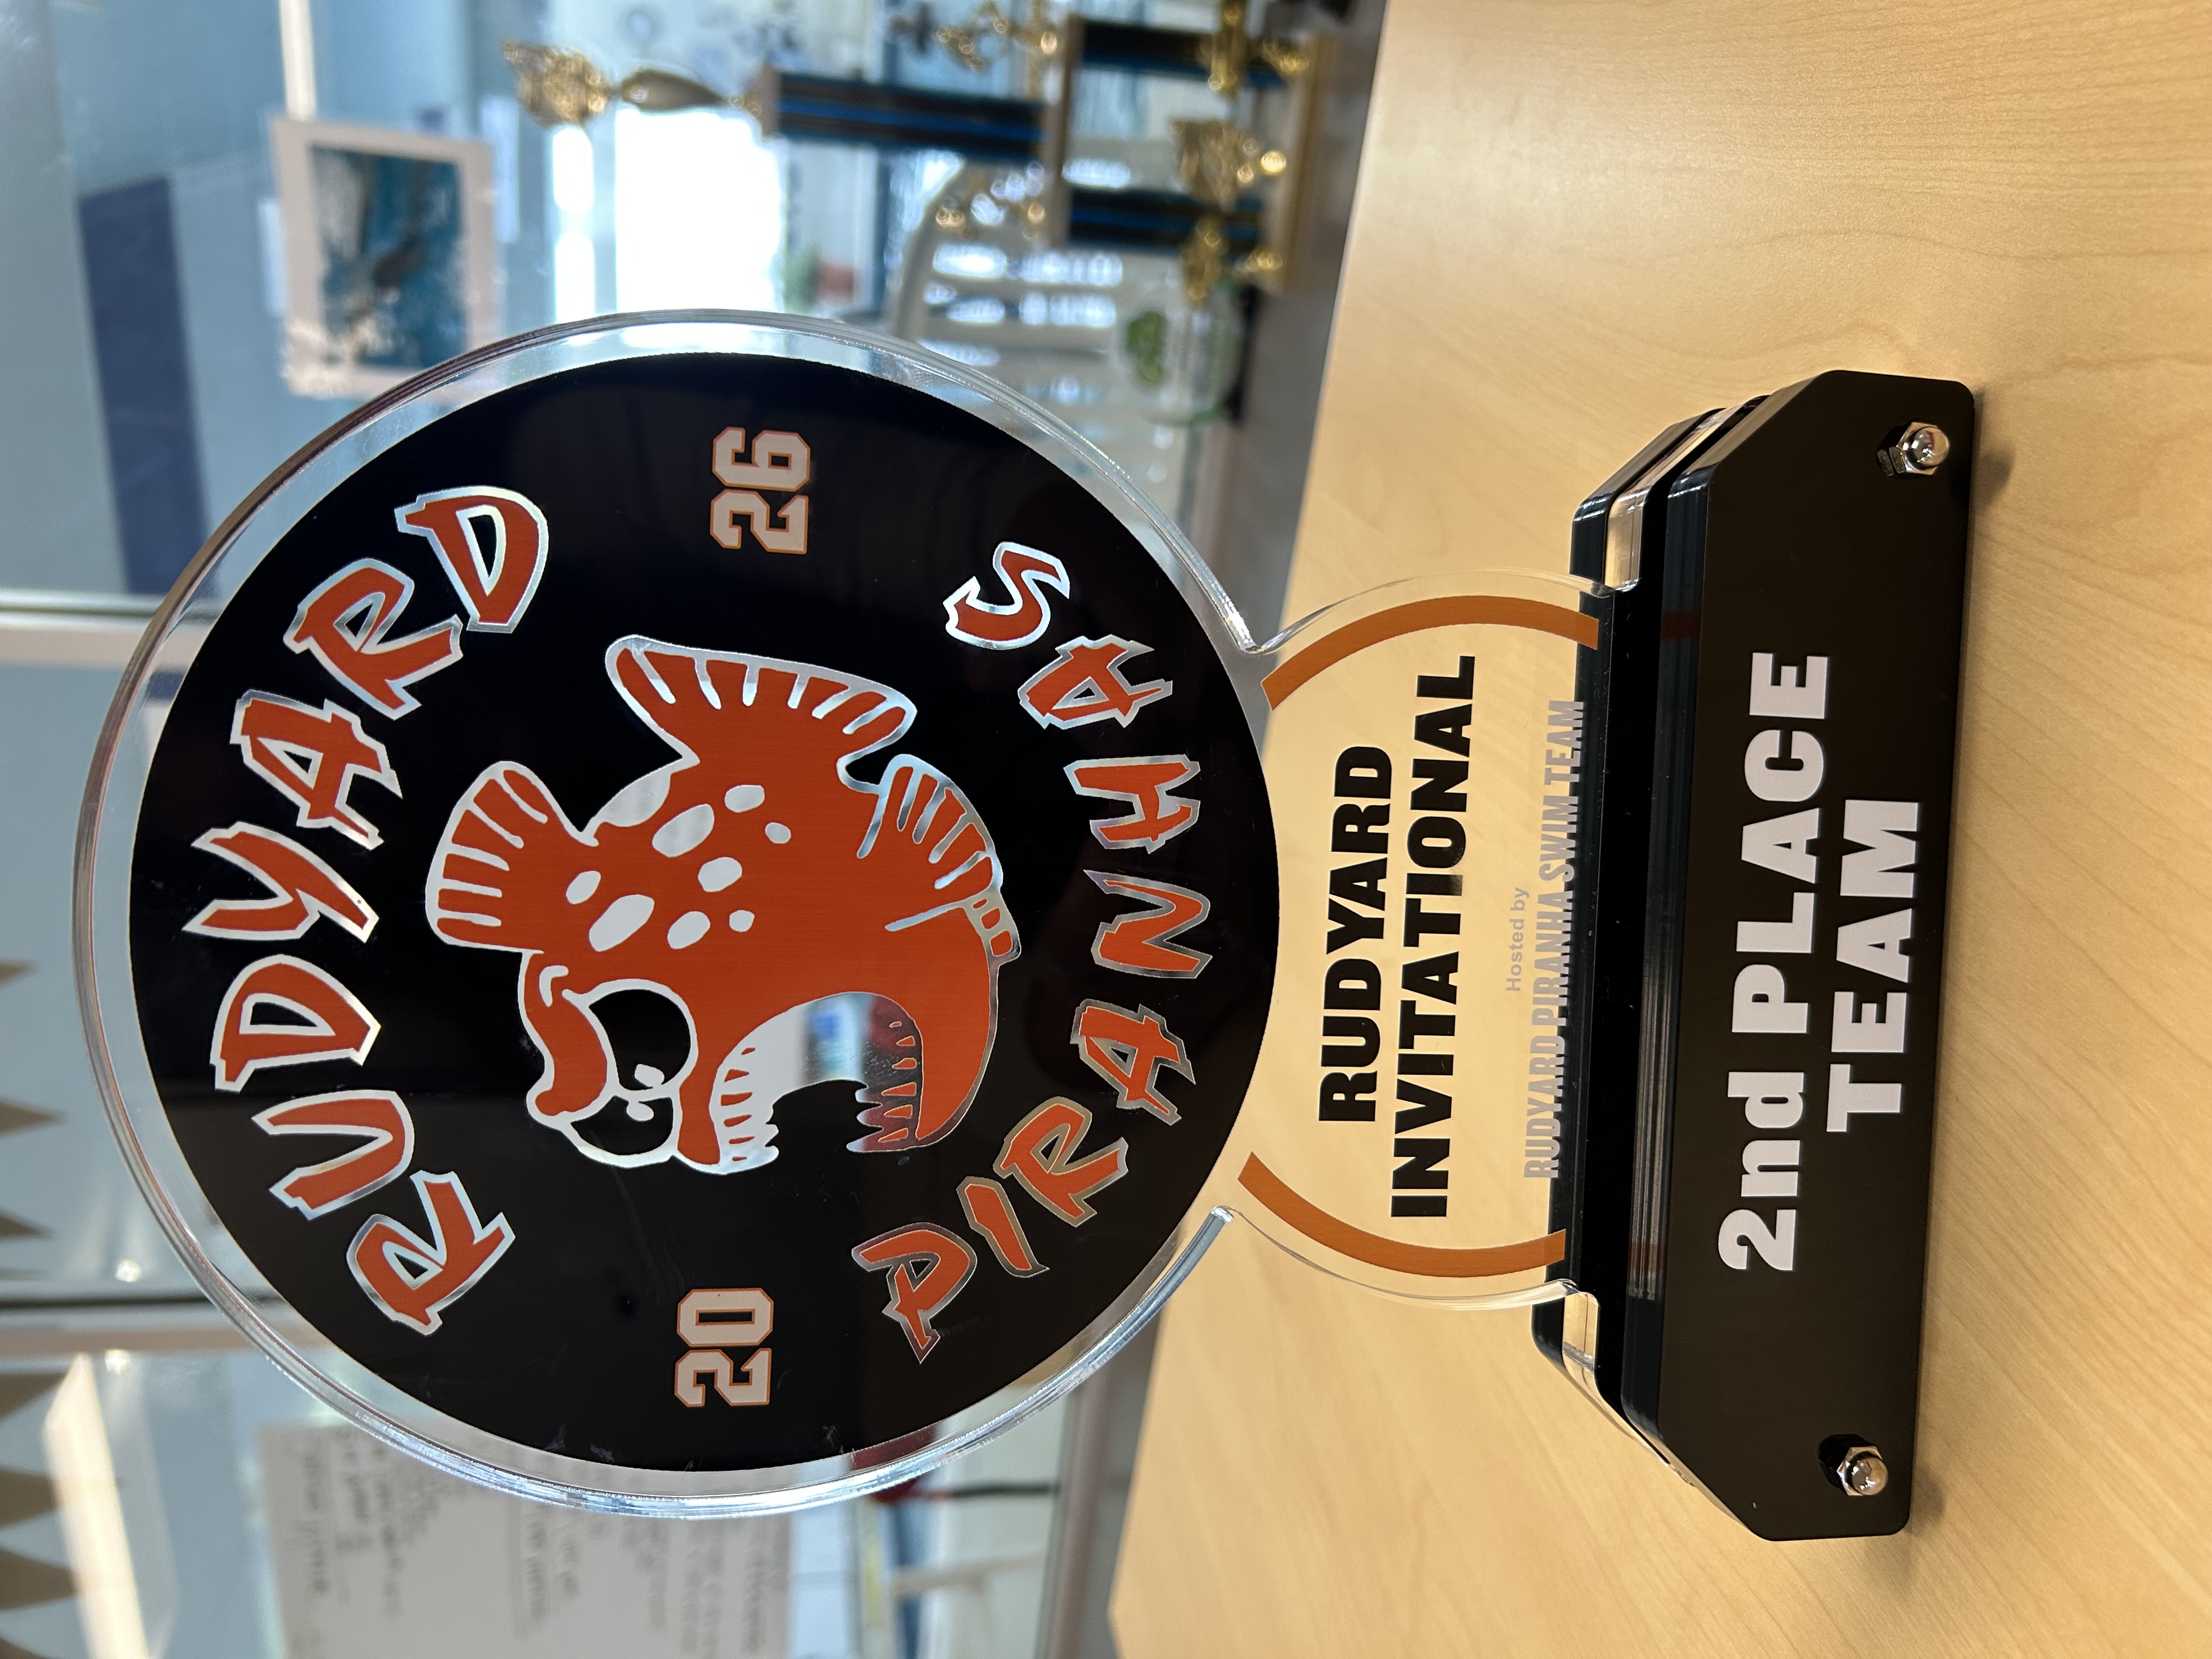 RUDYARD
20 26
PIRANHAS
RUDYARD
INVITATIONAL
Hosted by
RUDYARD PIRANHA SWIM TEAM
2nd PLACE
TEAM